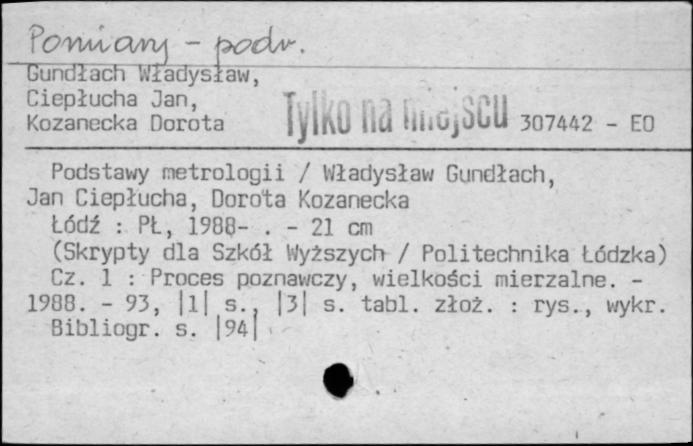 Pomiary - podr.
Gundłach Władysław,
Ciepłucha Jan,
Kozanecka Dorota
Tylko na miejscu
307442 - EO
Podstawy metrologii / Władysław Gundłach,
Jan Ciepłucha, Dorota Kozanecka
Łódź : PŁ, 1988- . - 21 cm
(Skrypty dla Szkół Wyższych / Politechnika Łódzka)
Cz. 1 : Proces poznawczy, wielkości mierzalne. -
1988. - 93, |1| s., |3| s. tabl. złoż. : rys., wykr.
Bibliogr. s. |94|